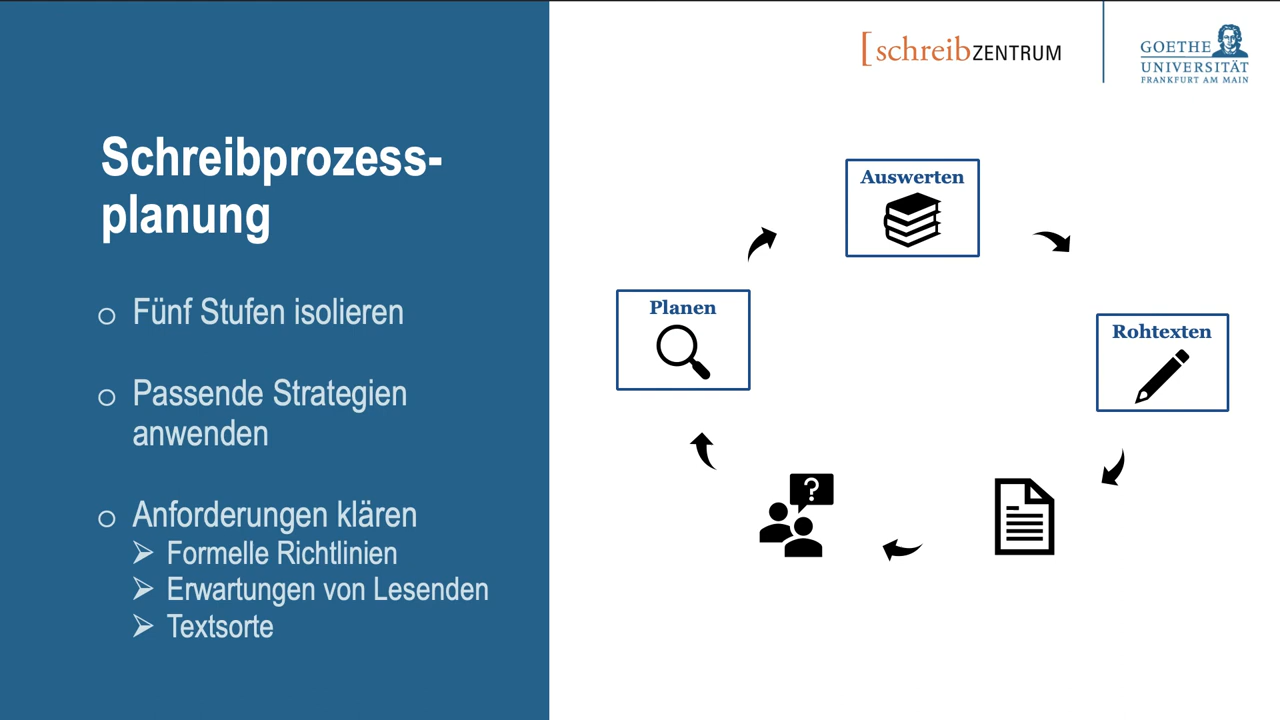 [schreibZENTRUM
GOETHE
UNIVERSITÄT
FRANKFURT AM MAIN
Schreibprozess-
planung
o Fünf Stufen isolieren
o Passende Strategien
anwenden
o Anforderungen klären
➢ Formelle Richtlinien
➢ Erwartungen von Lesenden
➢ Textsorte
Auswerten
Planen
Rohtexten
?